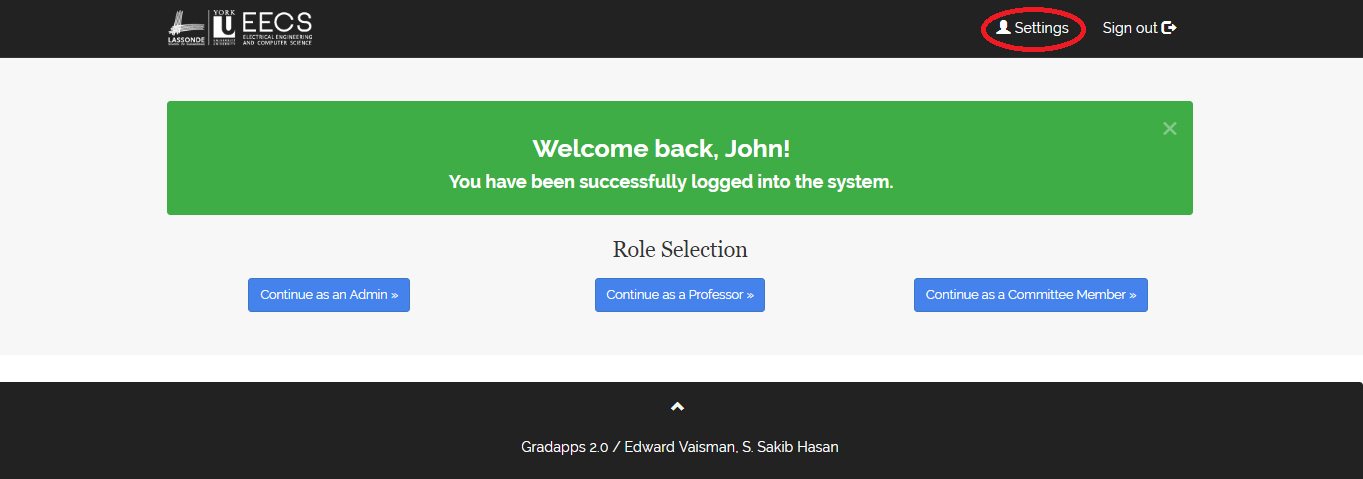 LASSONDE
YORK
U
EECS
ELECTRICAL ENGINEERING
AND COMPUTER SCIENCE
Settings
Sign out
×
Welcome back, John!
You have been successfully logged into the system.
Role Selection
Continue as an Admin »
Continue as a Professor »
Continue as a Committee Member »
Gradapps 2.0 / Edward Vaisman, S. Sakib Hasan